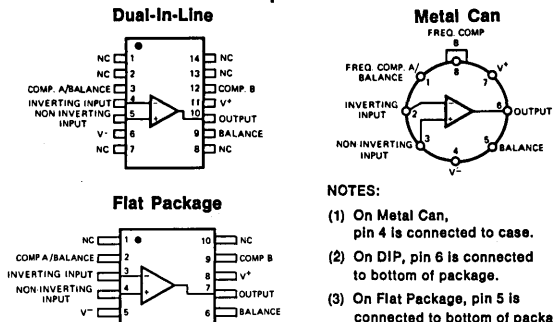 Dual-In-Line
NC 1
NC 2
COMP. A/BALANCE 3
INVERTING INPUT 4
NON INVERTING
INPUT 5
V- 6
NC 7
14 NC
13 NC
12 COMP. B
11 V+
10 OUTPUT
9 BALANCE
8 NC
- +
Metal Can
FREQ. COMP
B
8
FREQ. COMP. A/
BALANCE
1
V+
7
INVERTING
INPUT
2
6 OUTPUT
NON INVERTING
INPUT
3
5 BALANCE
4
V-
- +
Flat Package
NC 1
COMP A/BALANCE 2
INVERTING INPUT 3
NON-INVERTING
INPUT 4
V- 5
10 NC
9 COMP B
8 V+
7 OUTPUT
6 BALANCE
- +
NOTES:
(1) On Metal Can,
pin 4 is connected to case.
(2) On DIP, pin 6 is connected
to bottom of package.
(3) On Flat Package, pin 5 is
connected to bottom of packa